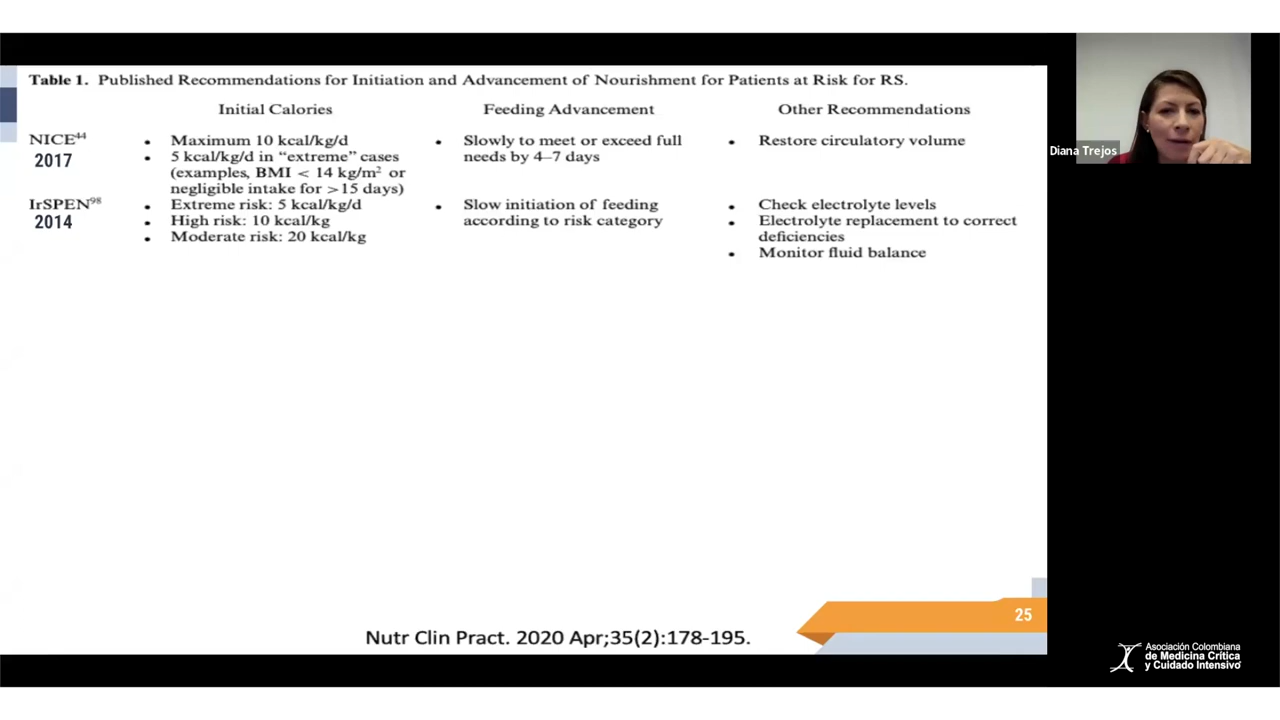 Table 1. Published Recommendations for Initiation and Advancement of Nourishment for Patients at Risk for RS.
Initial Calories
Feeding Advancement
Other Recommendations
NICE44
2017
• Maximum 10 kcal/kg/d
• 5 kcal/kg/d in “extreme” cases
(examples, BMI < 14 kg/m2 or
negligible intake for >15 days)
• Slowly to meet or exceed full
needs by 4–7 days
• Restore circulatory volume
IrSPEN98
2014
• Extreme risk: 5 kcal/kg/d
• High risk: 10 kcal/kg
• Moderate risk: 20 kcal/kg
• Slow initiation of feeding
according to risk category
• Check electrolyte levels
• Electrolyte replacement to correct
deficiencies
• Monitor fluid balance
Nutr Clin Pract. 2020 Apr;35(2):178-195.
25
Diana Trejos
Asociación Colombiana
de Medicina Crítica
y Cuidado Intensivo